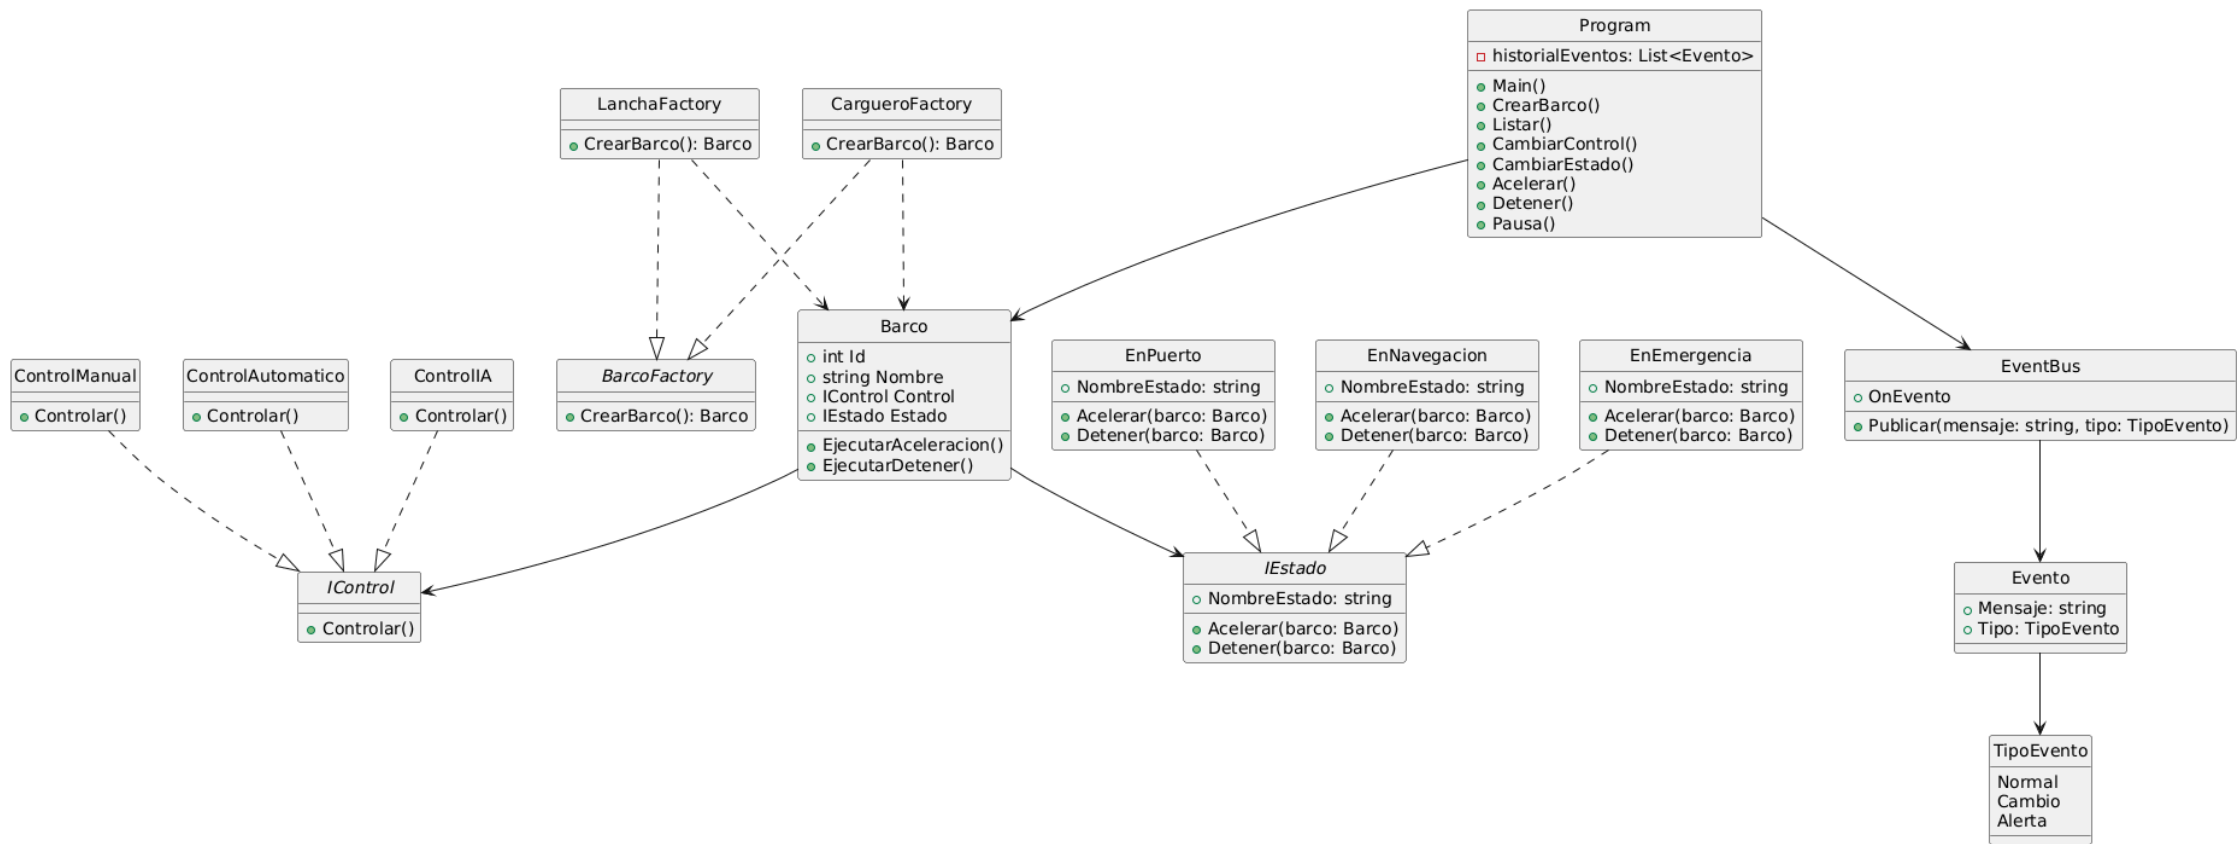 Program
historialEventos: List<Evento>
Main()
CrearBarco()
Listar()
CambiarControl()
CambiarEstado()
Acelerar()
Detener()
Pausa()
LanchaFactory
CrearBarco(): Barco
CargueroFactory
CrearBarco(): Barco
ControlManual
Controlar()
ControlAutomatico
Controlar()
ControlIA
Controlar()
BarcoFactory
CrearBarco(): Barco
Barco
int Id
string Nombre
IControl Control
IEstado Estado
EjecutarAceleracion()
EjecutarDetener()
EnPuerto
NombreEstado: string
Acelerar(barco: Barco)
Detener(barco: Barco)
EnNavegacion
NombreEstado: string
Acelerar(barco: Barco)
Detener(barco: Barco)
EnEmergencia
NombreEstado: string
Acelerar(barco: Barco)
Detener(barco: Barco)
EventBus
OnEvento
Publicar(mensaje: string, tipo: TipoEvento)
IControl
Controlar()
IEstado
NombreEstado: string
Acelerar(barco: Barco)
Detener(barco: Barco)
Evento
Mensaje: string
Tipo: TipoEvento
TipoEvento
Normal
Cambio
Alerta